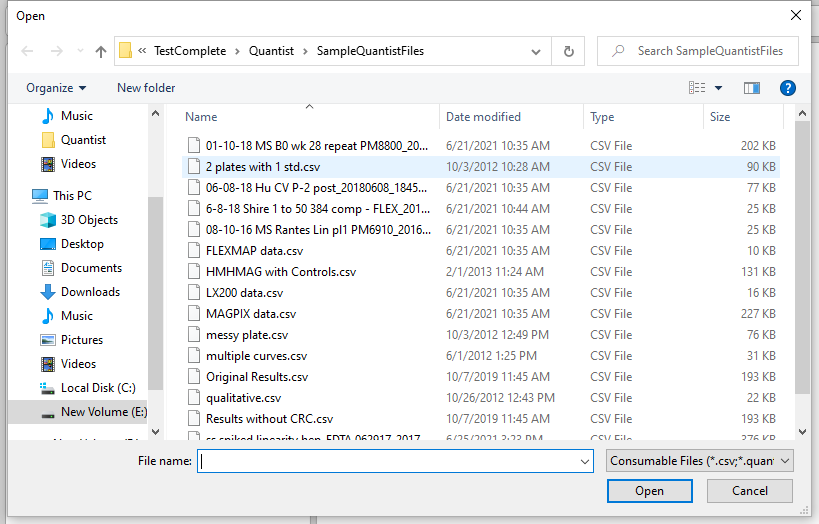 Open
« TestComplete > Quantist > SampleQuantistFiles
Search SampleQuantistFiles
Organize New folder
Music
Quantist
Videos
This PC
3D Objects
Desktop
Documents
Downloads
Music
Pictures
Videos
Local Disk (C:)
New Volume (E:)
Name Date modified Type Size
01-10-18 MS B0 wk 28 repeat PM8800_20... 6/21/2021 10:35 AM CSV File 202 KB
2 plates with 1 std.csv 10/3/2012 10:28 AM CSV File 90 KB
06-08-18 Hu CV P-2 post_20180608_1845... 6/21/2021 10:35 AM CSV File 77 KB
6-8-18 Shire 1 to 50 384 comp - FLEX_201... 6/21/2021 10:44 AM CSV File 25 KB
08-10-16 MS Rantes Lin pl1 PM6910_2016... 6/21/2021 10:35 AM CSV File 25 KB
FLEXMAP data.csv 6/21/2021 10:35 AM CSV File 10 KB
HMHMAG with Controls.csv 2/1/2013 11:24 AM CSV File 131 KB
LX200 data.csv 6/21/2021 10:35 AM CSV File 16 KB
MAGPIX data.csv 6/21/2021 10:35 AM CSV File 227 KB
messy plate.csv 10/3/2012 12:49 PM CSV File 76 KB
multiple curves.csv 6/1/2012 1:25 PM CSV File 31 KB
Original Results.csv 10/7/2019 11:45 AM CSV File 193 KB
qualitative.csv 10/26/2012 12:43 PM CSV File 22 KB
Results without CRC.csv 10/7/2019 11:45 AM CSV File 193 KB
6/25/2021 3:23 PM CSV File 376 KB
File name:
Consumable Files (*.csv;*.quan
Open Cancel